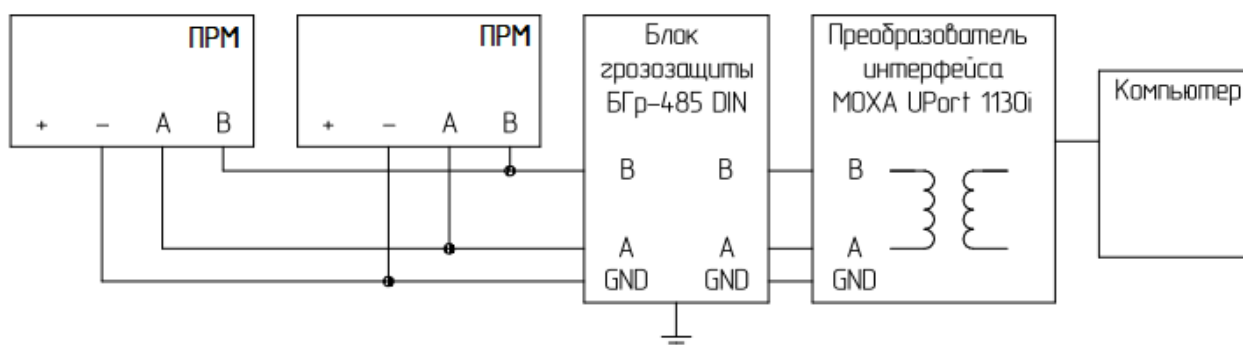 ПРМ
+ − A B
ПРМ
+ − A B
Блок
грозозащиты
БГр-485 DIN
B B
A A
GND GND
Преобразователь
интерфейса
MOXA UPort 1130i
B
A
GND
Компьютер